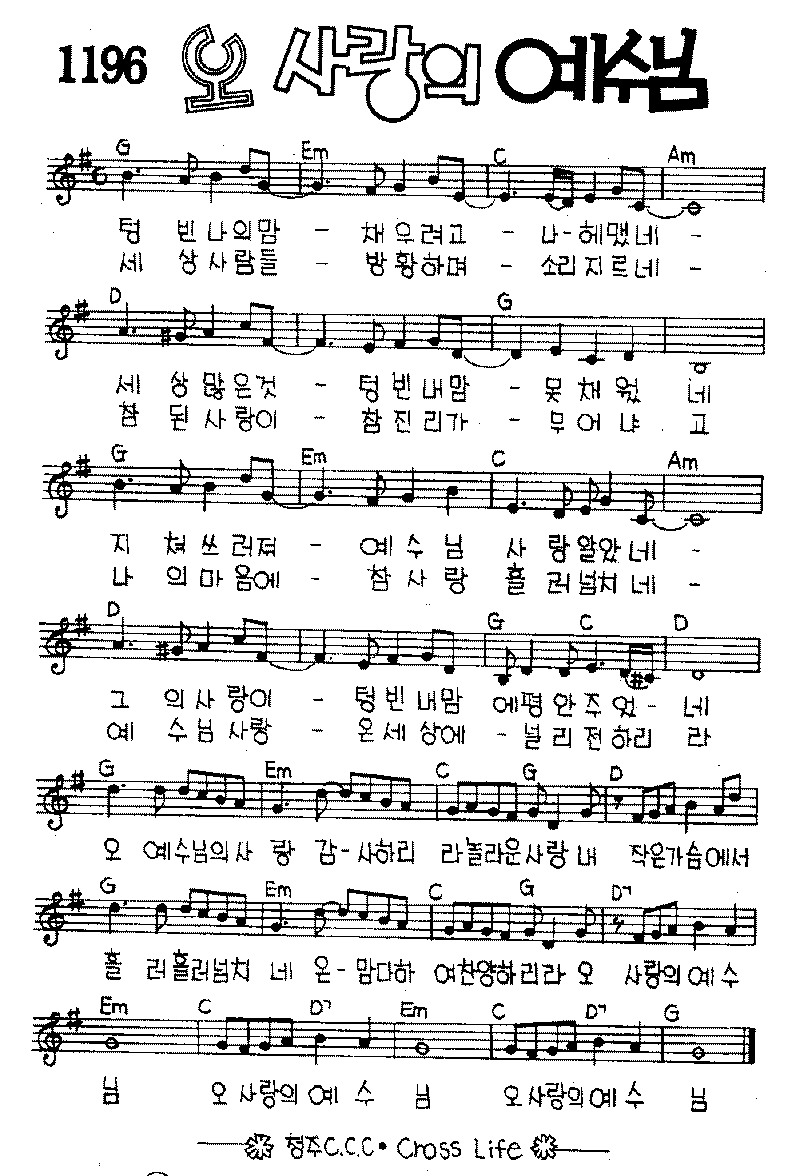 1196 오 사랑의 예수님
G Em C Am
텅 빈 나의맘 - 채우려고 - 나-헤맸네 -
세 상사람들 - 방황하며 - 소리지르네 -
D G
세 상많은것 - 텅빈내맘 - 못채웠 네
참 된사랑이 - 참진리가 - 무어냐 고
G Em C Am
지 쳐쓰러져 - 예수님 사랑알았네 -
나 의마음에 - 참사랑 흘러넘치네 -
D G C D
그 의사랑이 - 텅빈내맘 에평안주었- 네
예 수님사랑 - 온세상에 - 널리전하리 라
G Em C G D
오 예수님의사 랑 감-사하리 라놀라운사랑내 작은가슴에서
G Em C G D7
흘 러흘러넘치 네 온-맘다하 여찬양하리라 오 사랑의예수
Em C D7 Em C D7 G
님 오사랑의예 수 님 오사랑의예 수 님
청주C.C.C• Cross Life